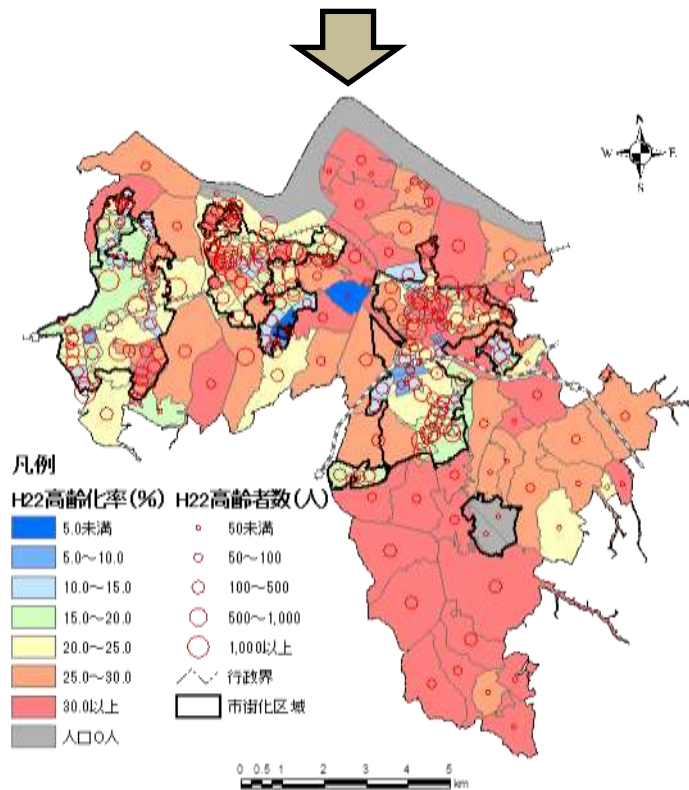 N
W E
S
凡例
H22高齢化率(%) H22高齢者数(人)
5.0未満 50未満
5.0～10.0 50～100
10.0～15.0 100～500
15.0～20.0 500～1,000
20.0～25.0 1,000以上
25.0～30.0 行政界
30.0以上 市街化区域
人口0人
0 0.5 1 2 3 4 5
km